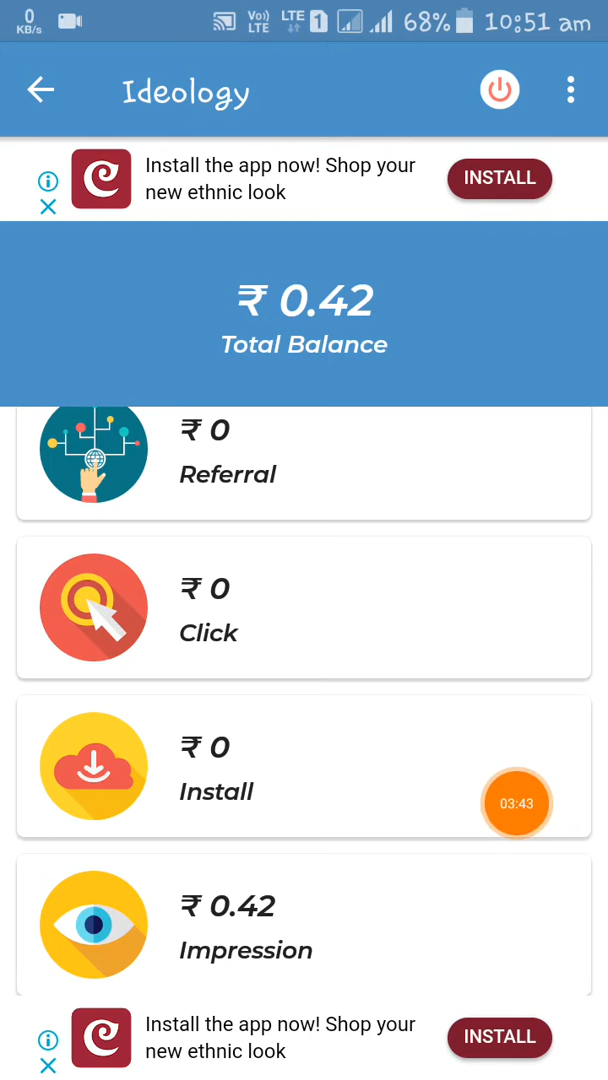 0
KB/s
VoJ)
LTE
LTE
1
68%
10:51 am
Ideology
Install the app now! Shop your
new ethnic look
INSTALL
₹ 0.42
Total Balance
₹ 0
Referral
₹ 0
Click
₹ 0
Install
03:43
₹ 0.42
Impression
Install the app now! Shop your
new ethnic look
INSTALL